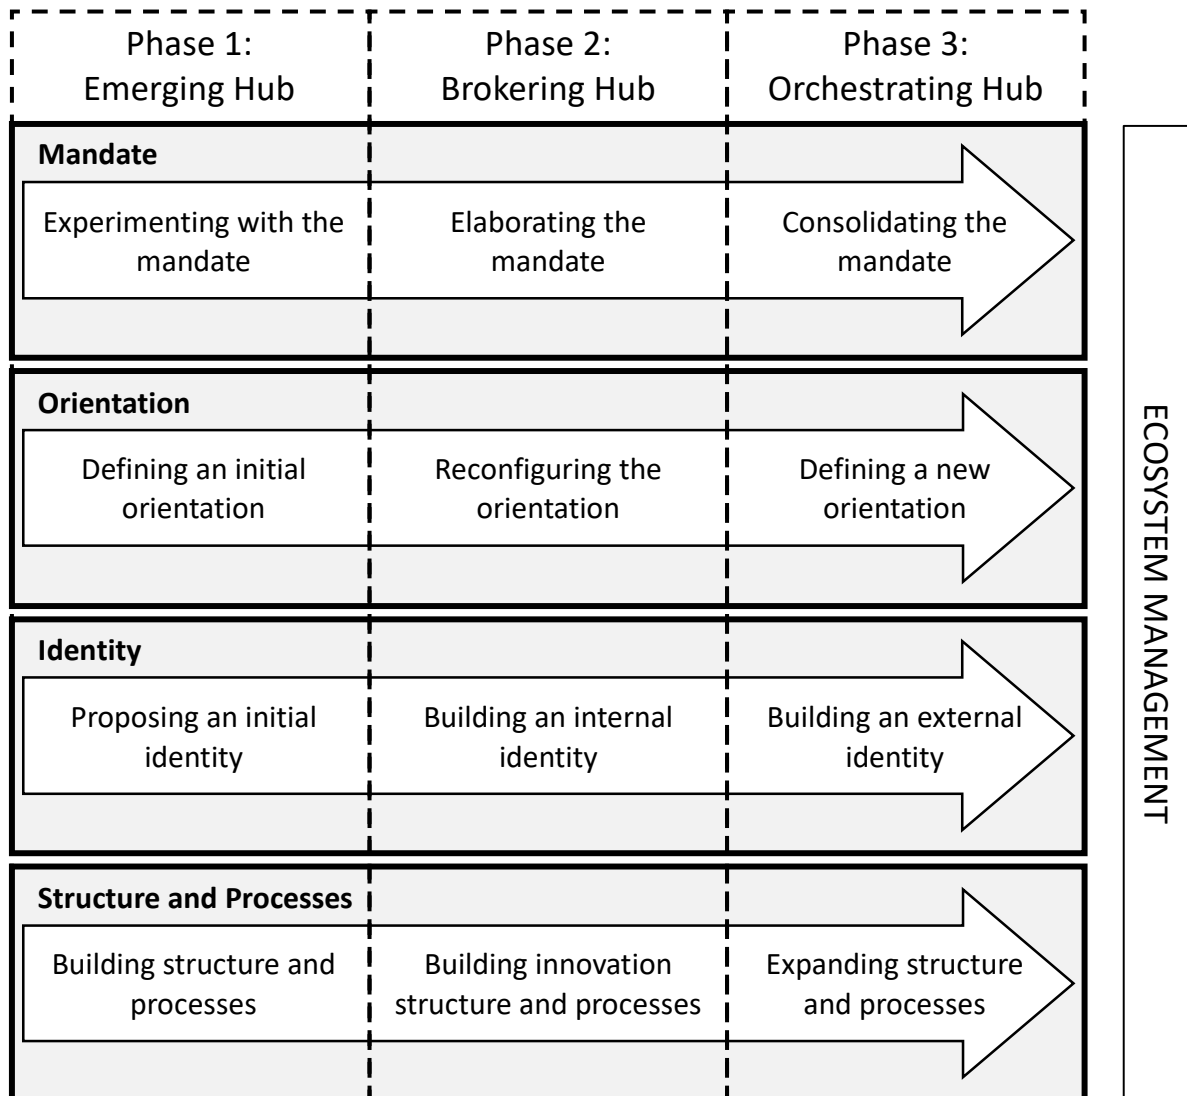 Phase 1:
Emerging Hub
Phase 2:
Brokering Hub
Phase 3:
Orchestrating Hub
Mandate
Experimenting with the
mandate
Elaborating the
mandate
Consolidating the
mandate
Orientation
Defining an initial
orientation
Reconfiguring the
orientation
Defining a new
orientation
Identity
Proposing an initial
identity
Building an internal
identity
Building an external
identity
Structure and Processes
Building structure and
processes
Building innovation
structure and processes
Expanding structure
and processes
ECOSYSTEM MANAGEMENT